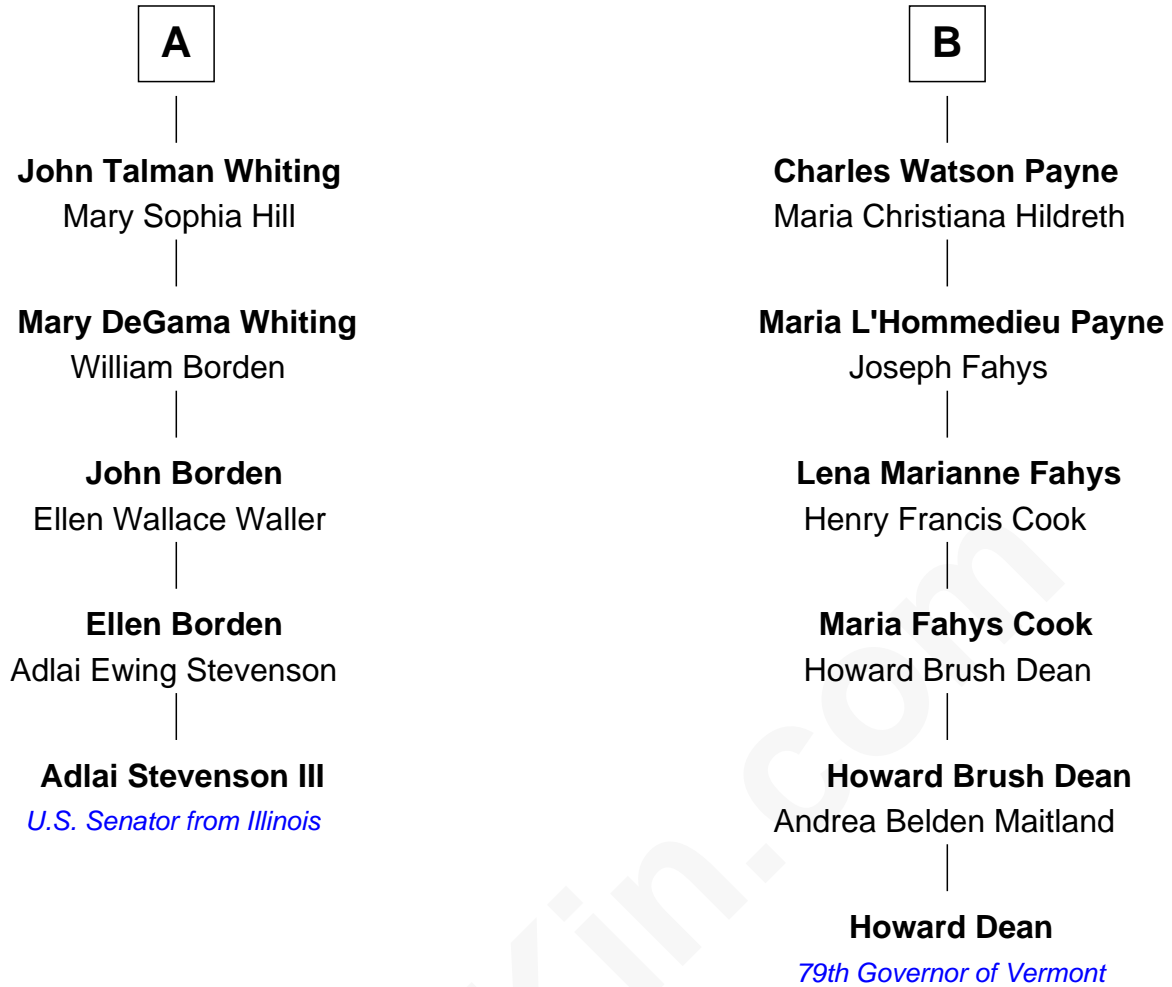 A
John Talman Whiting
Mary Sophia Hill
Mary DeGama Whiting
William Borden
John Borden
Ellen Wallace Waller
Ellen Borden
Adlai Ewing Stevenson
Adlai Stevenson III
U.S. Senator from Illinois
B
Charles Watson Payne
Maria Christiana Hildreth
Maria L'Hommedieu Payne
Joseph Fahys
Lena Marianne Fahys
Henry Francis Cook
Maria Fahys Cook
Howard Brush Dean
Howard Brush Dean
Andrea Belden Maitland
Howard Dean
79th Governor of Vermont
Kin.com